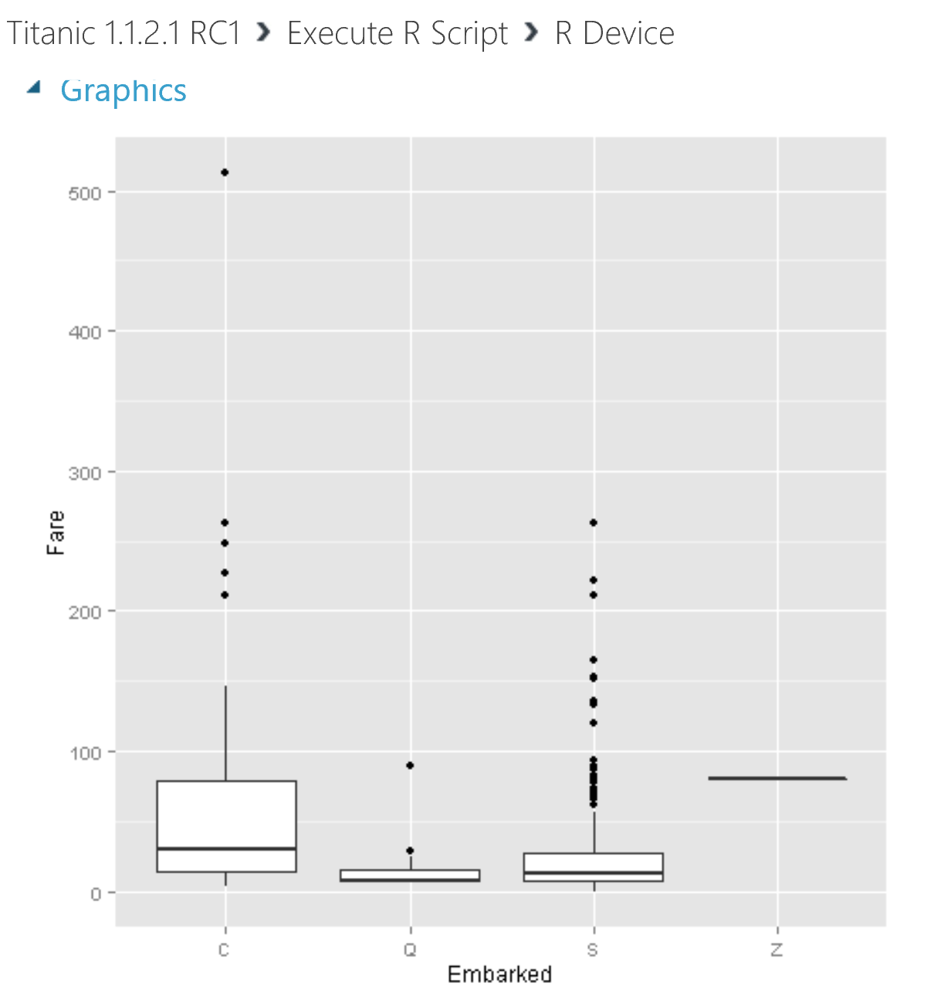 Titanic 1.1.2.1 RC1 › Execute R Script › R Device
Graphics
500
400
300
200
100
0
Fare
C Q S Z
Embarked